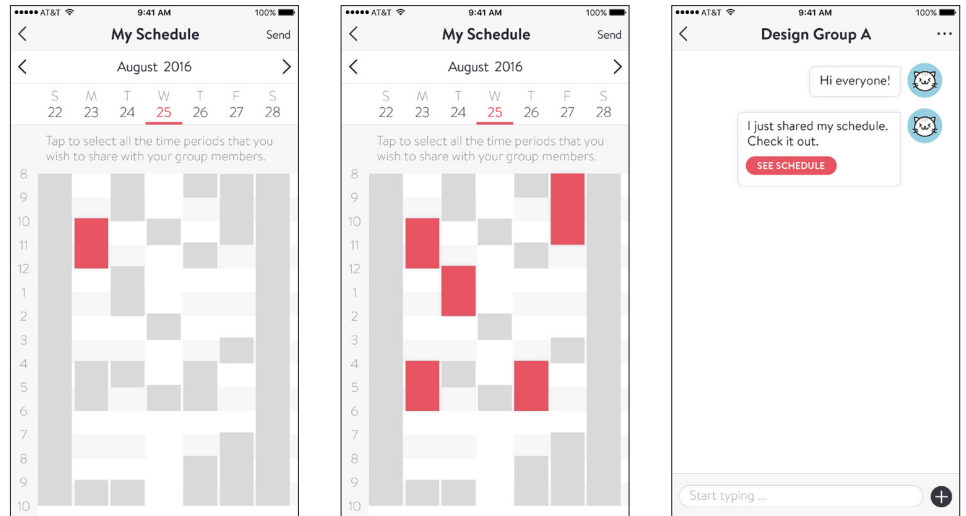 AT&T 9:41 AM 100%
My Schedule Send
August 2016
S M T W T F S
22 23 24 25 26 27 28
Tap to select all the time periods that you
wish to share with your group members.
8
9
10
11
12
1
2
3
4
5
6
7
8
9
10
AT&T 9:41 AM 100%
My Schedule Send
August 2016
S M T W T F S
22 23 24 25 26 27 28
Tap to select all the time periods that you
wish to share with your group members.
8
9
10
11
12
1
2
3
4
5
6
7
8
9
10
AT&T 9:41 AM 100%
Design Group A
Hi everyone!
I just shared my schedule.
Check it out.
SEE SCHEDULE
Start typing ...